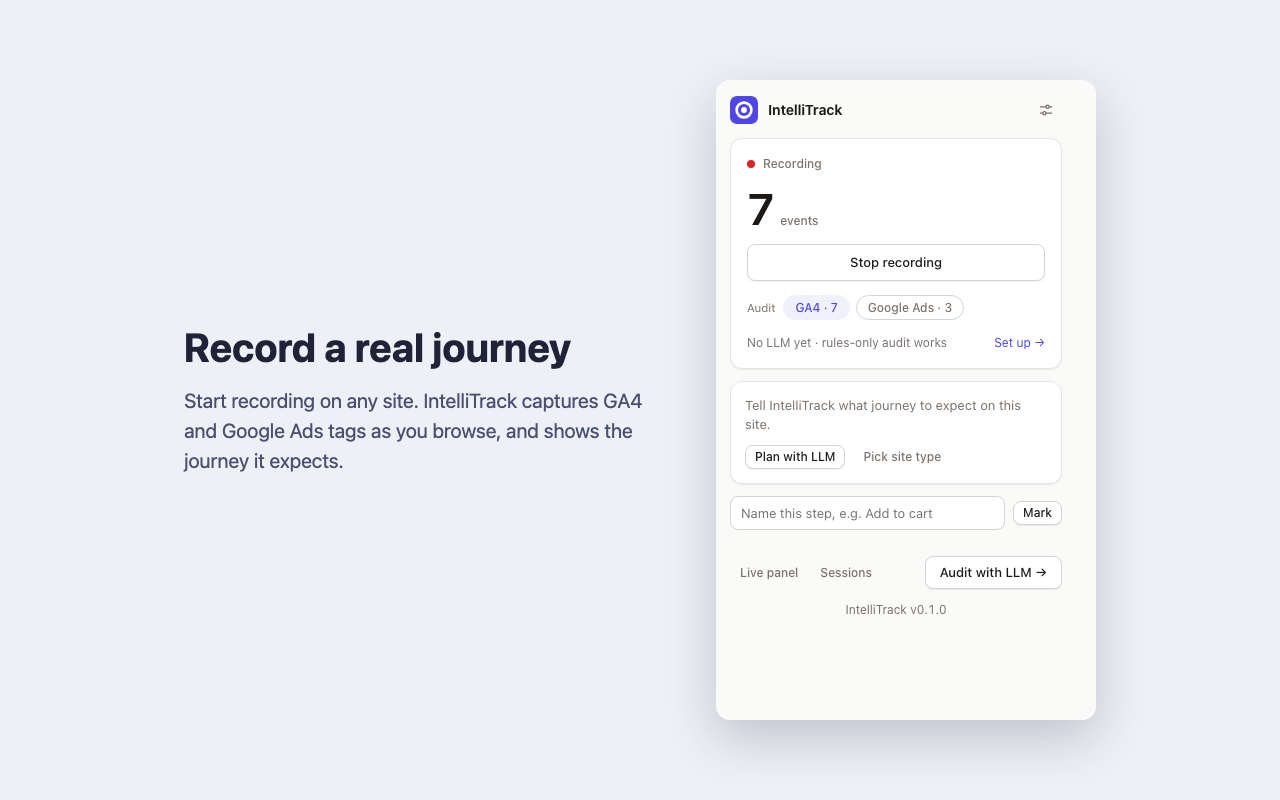 Record a real journey
Start recording on any site. IntelliTrack captures GA4
and Google Ads tags as you browse, and shows the
journey it expects.
IntelliTrack
Recording
7 events
Stop recording
Audit GA4 · 7 Google Ads · 3
No LLM yet · rules-only audit works Set up →
Tell IntelliTrack what journey to expect on this
site.
Plan with LLM Pick site type
Name this step, e.g. Add to cart Mark
Live panel Sessions Audit with LLM →
IntelliTrack v0.1.0